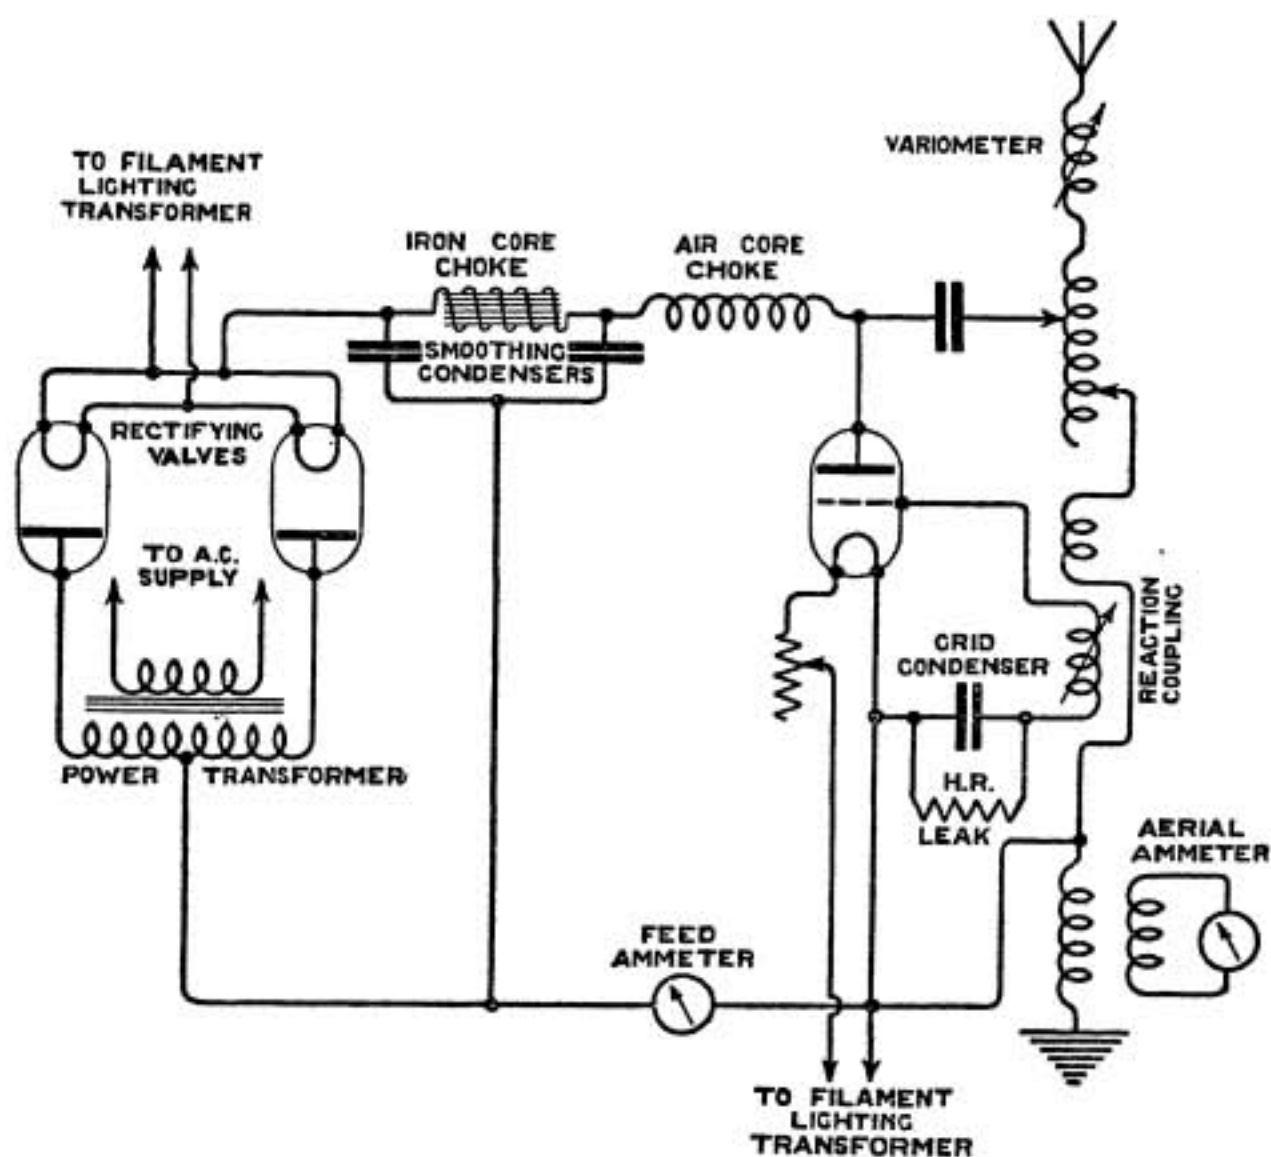 VARIOMETER
TO FILAMENT
LIGHTING
TRANSFORMER
IRON CORE
CHOKE
AIR CORE
CHOKE
SMOOTHING
CONDENSERS
RECTIFYING
VALVES
TO A.C.
SUPPLY
POWER TRANSFORMER
GRID
CONDENSER
REACTION
COUPLING
H.R.
LEAK
AERIAL
AMMETER
FEED
AMMETER
TO FILAMENT
LIGHTING
TRANSFORMER